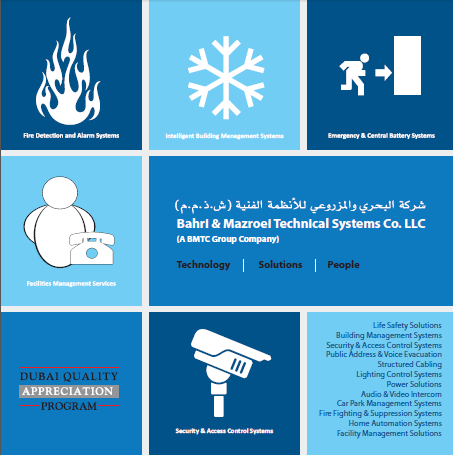 Fire Detection and Alarm Systems
Intelligent Building Management Systems
Emergency & Central Battery Systems
Facilities Management Services
شركة البحري والمزروعي للأنظمة الفنية (ش.ذ.م.م)
Bahri & Mazroei Technical Systems Co. LLC
(A BMTC Group Company)
Technology | Solutions | People
DUBAI QUALITY
APPRECIATION
PROGRAM
Security & Access Control Systems
Life Safety Solutions
Building Management Systems
Security & Access Control Systems
Public Address & Voice Evacuation
Structured Cabling
Lighting Control Systems
Power Solutions
Audio & Video Intercom
Car Park Management Systems
Fire Fighting & Suppression Systems
Home Automation Systems
Facility Management Solutions